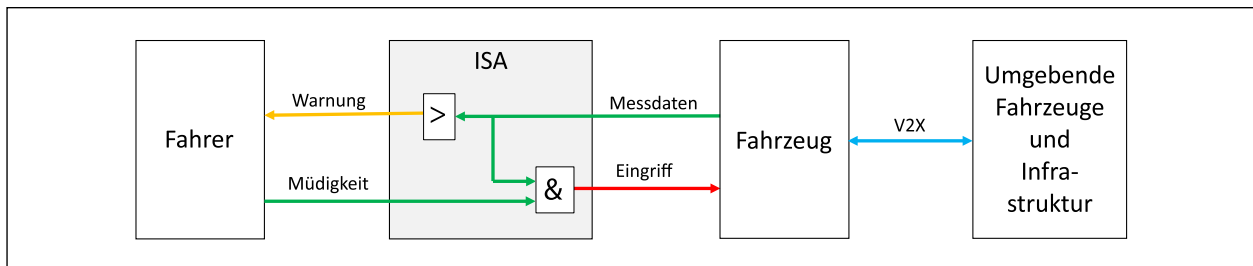 ISA
Warnung
>
Messdaten
Fahrer
Fahrzeug
V2X
Umgebende
Fahrzeuge
und
Infra-
struktur
Müdigkeit
&
Eingriff